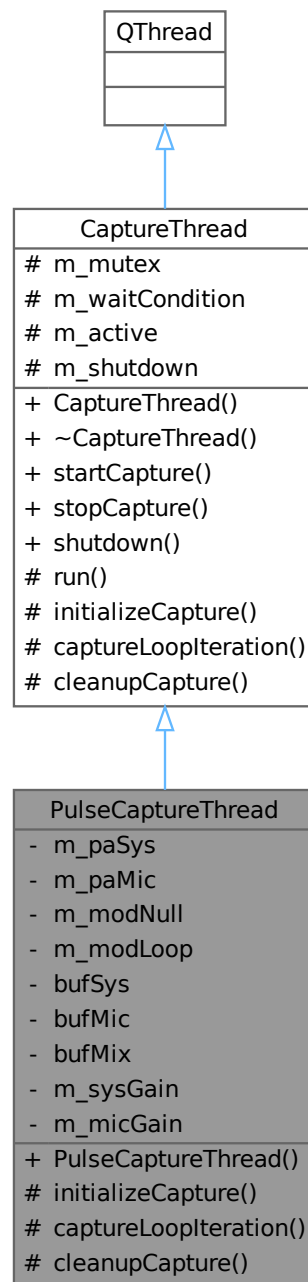 QThread
CaptureThread
# m_mutex
# m_waitCondition
# m_active
# m_shutdown
+ CaptureThread()
+ ~CaptureThread()
+ startCapture()
+ stopCapture()
+ shutdown()
# run()
# initializeCapture()
# captureLoopIteration()
# cleanupCapture()
PulseCaptureThread
- m_paSys
- m_paMic
- m_modNull
- m_modLoop
- bufSys
- bufMic
- bufMix
- m_sysGain
- m_micGain
+ PulseCaptureThread()
# initializeCapture()
# captureLoopIteration()
# cleanupCapture()